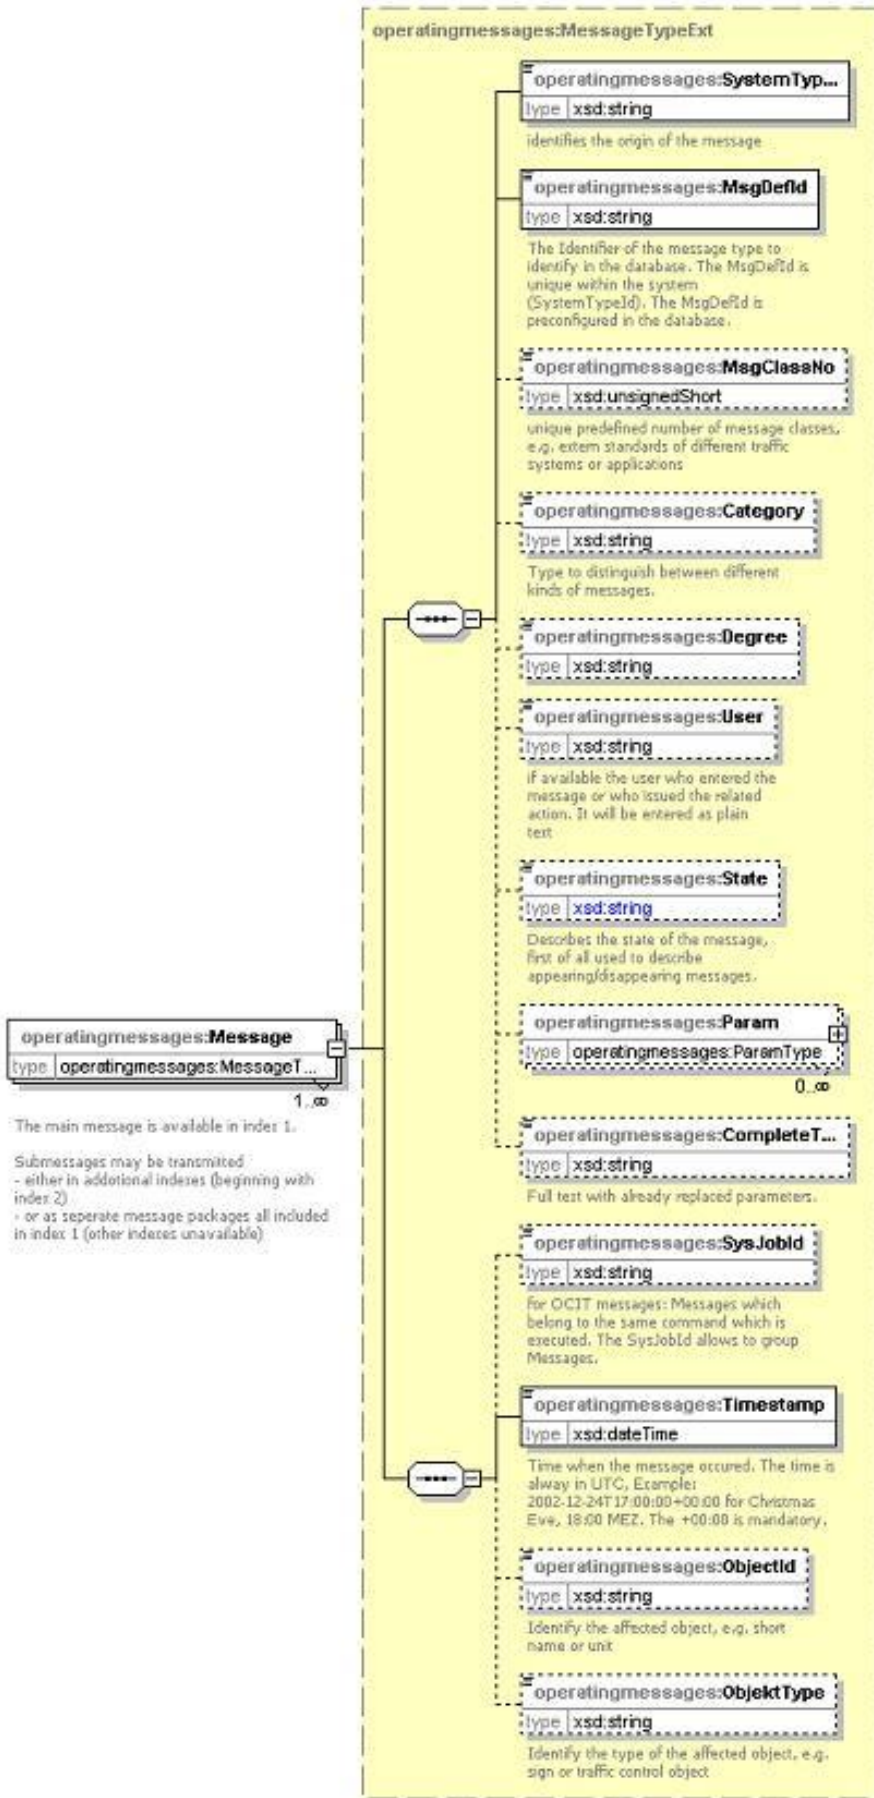 operatingmessages:MessageTypeExt
operatingmessages:SystemTyp...
type xsd:string
identifies the origin of the message
operatingmessages:MsgDefId
type xsd:string
The Identifier of the message type to
identify in the database. The MsgDefId is
unique within the system
(SystemTypeId). The MsgDefId is
preconfigured in the database.
operatingmessages:MsgClassNo
type xsd:unsignedShort
unique predefined number of message classes,
e.g. extern standards of different traffic
systems or applications
operatingmessages:Category
type xsd:string
Type to distinguish between different
kinds of messages.
operatingmessages:Degree
type xsd:string
operatingmessages:User
type xsd:string
if available the user who entered the
message or who issued the related
action. It will be entered as plain
text
operatingmessages:State
type xsd:string
Describes the state of the message,
first of all used to describe
appearing/disappearing messages.
operatingmessages:Param
type operatingmessages:ParamType
0..∞
operatingmessages:Message
type operatingmessages:MessageT...
1..∞
The main message is available in index 1.
Submessages may be transmitted
- either in addotional indexes (beginning with
index 2)
- or as seperate message packages all included
in index 1 (other indexes unavailable)
operatingmessages:CompleteT...
Full text with already replaced parameters.
operatingmessages:SysJobId
type xsd:string
for OCIT messages: Messages which
belong to the same command which is
executed. The SysJobId allows to group
Messages.
operatingmessages:Timestamp
type xsd:dateTime
Time when the message occured. The time is
alway in UTC, Example:
2002-12-24T17:00:00+00:00 for Christmas
Eve, 18:00 MEZ. The +00:00 is mandatory.
operatingmessages:ObjectId
type xsd:string
Identify the affected object, e.g. short
name or unit
operatingmessages:ObjektType
type xsd:string
Identify the type of the affected object, e.g.
sign or traffic control object